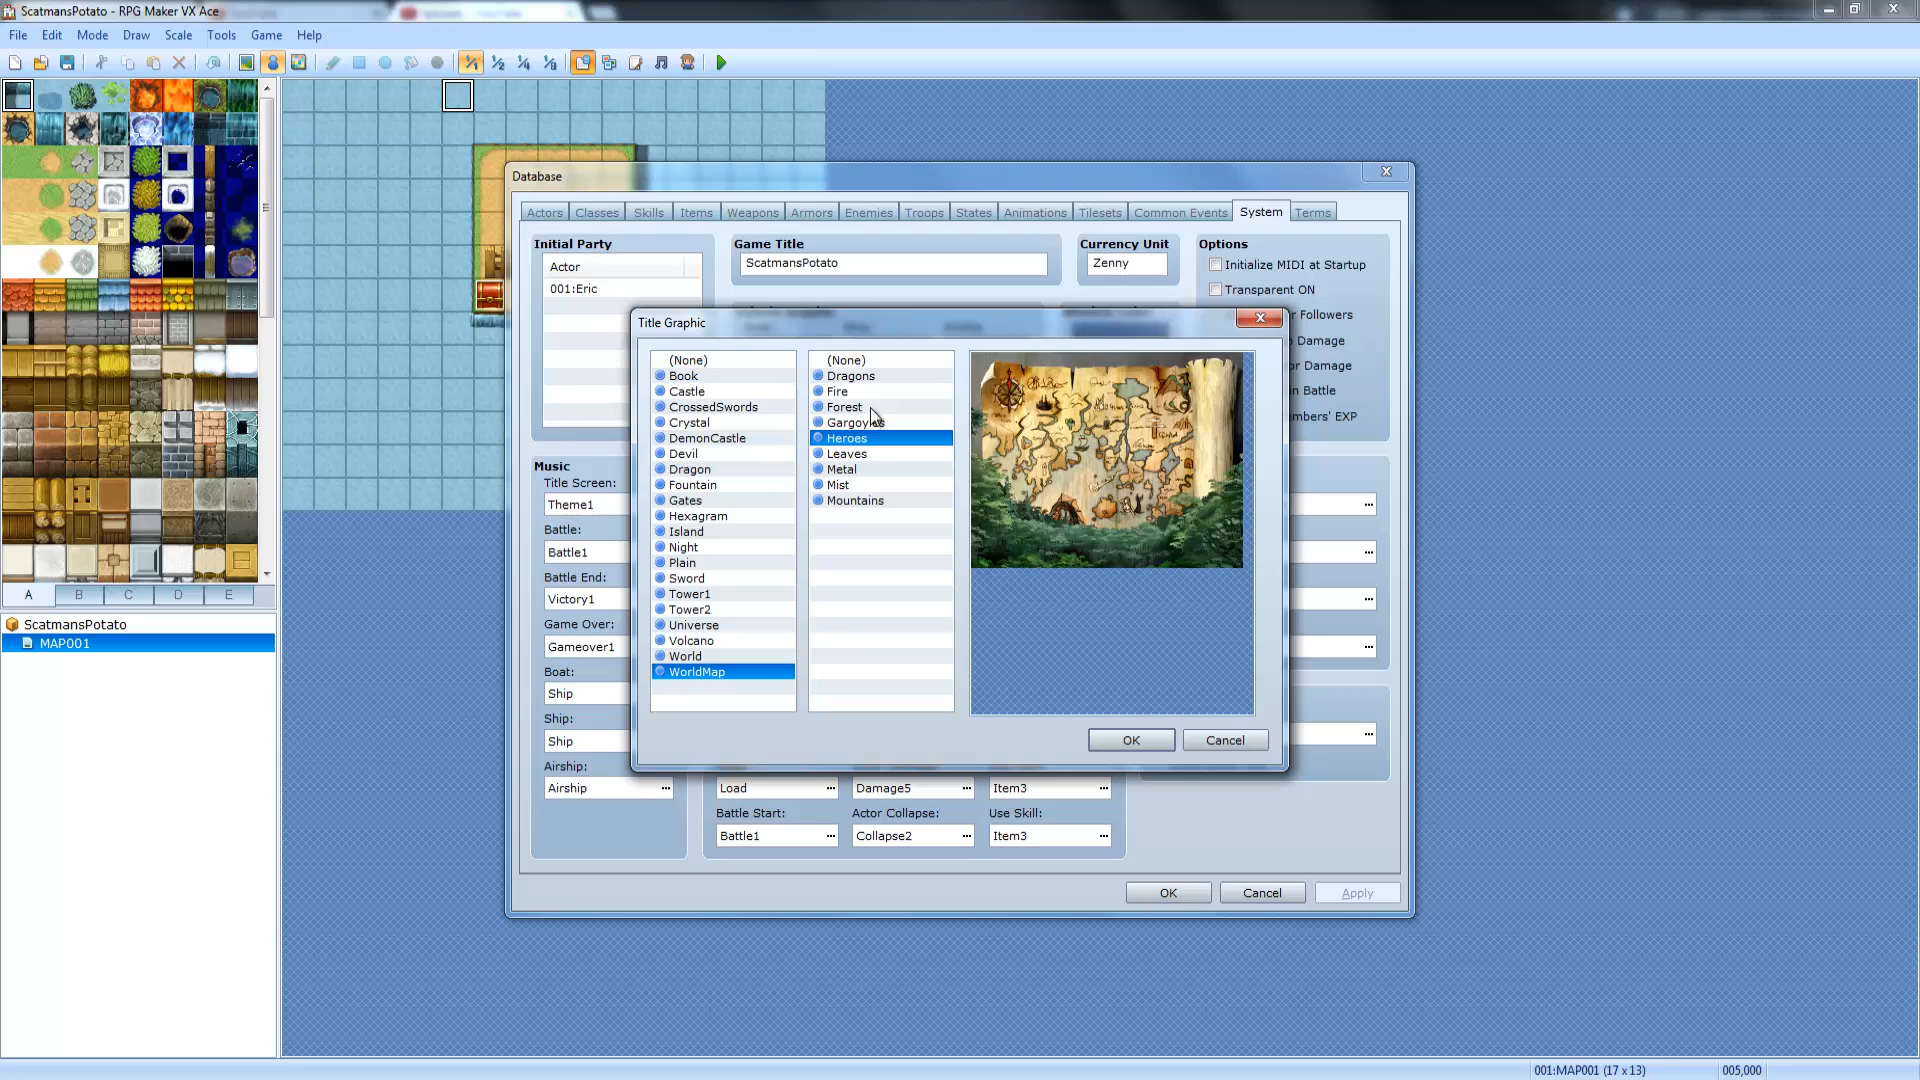 ScatmansPotato - RPG Maker VX Ace
File Edit Mode Draw Scale Tools Game Help
Database
Actors Classes Skills Items Weapons Armors Enemies Troops States Animations Tilesets Common Events System Terms
Initial Party
Actor
001:Eric
Game Title
ScatmansPotato
Currency Unit
Zenny
Options
Initialize MIDI at Startup
Transparent ON
Followers
Damage
Damage
in Battle
EXP
Title Graphic
(None)
Book
Castle
CrossedSwords
Crystal
DemonCastle
Devil
Dragon
Fountain
Gates
Hexagram
Island
Night
Plain
Sword
Tower1
Tower2
Universe
Volcano
World
WorldMap
(None)
Dragons
Fire
Forest
Gargoyles
Heroes
Leaves
Metal
Mist
Mountains
OK Cancel
Music
Title Screen:
Theme1
Battle:
Battle1
Battle End:
Victory1
Game Over:
Gameover1
Boat:
Ship
Ship:
Ship
Airship:
Airship ...
Load ... Damage5 ... Item3 ...
Battle Start: Actor Collapse: Use Skill:
Battle1 ... Collapse2 ... Item3 ...
OK Cancel Apply
A B C D E
ScatmansPotato
MAP001
001:MAP001 (17 x 13) 005,000